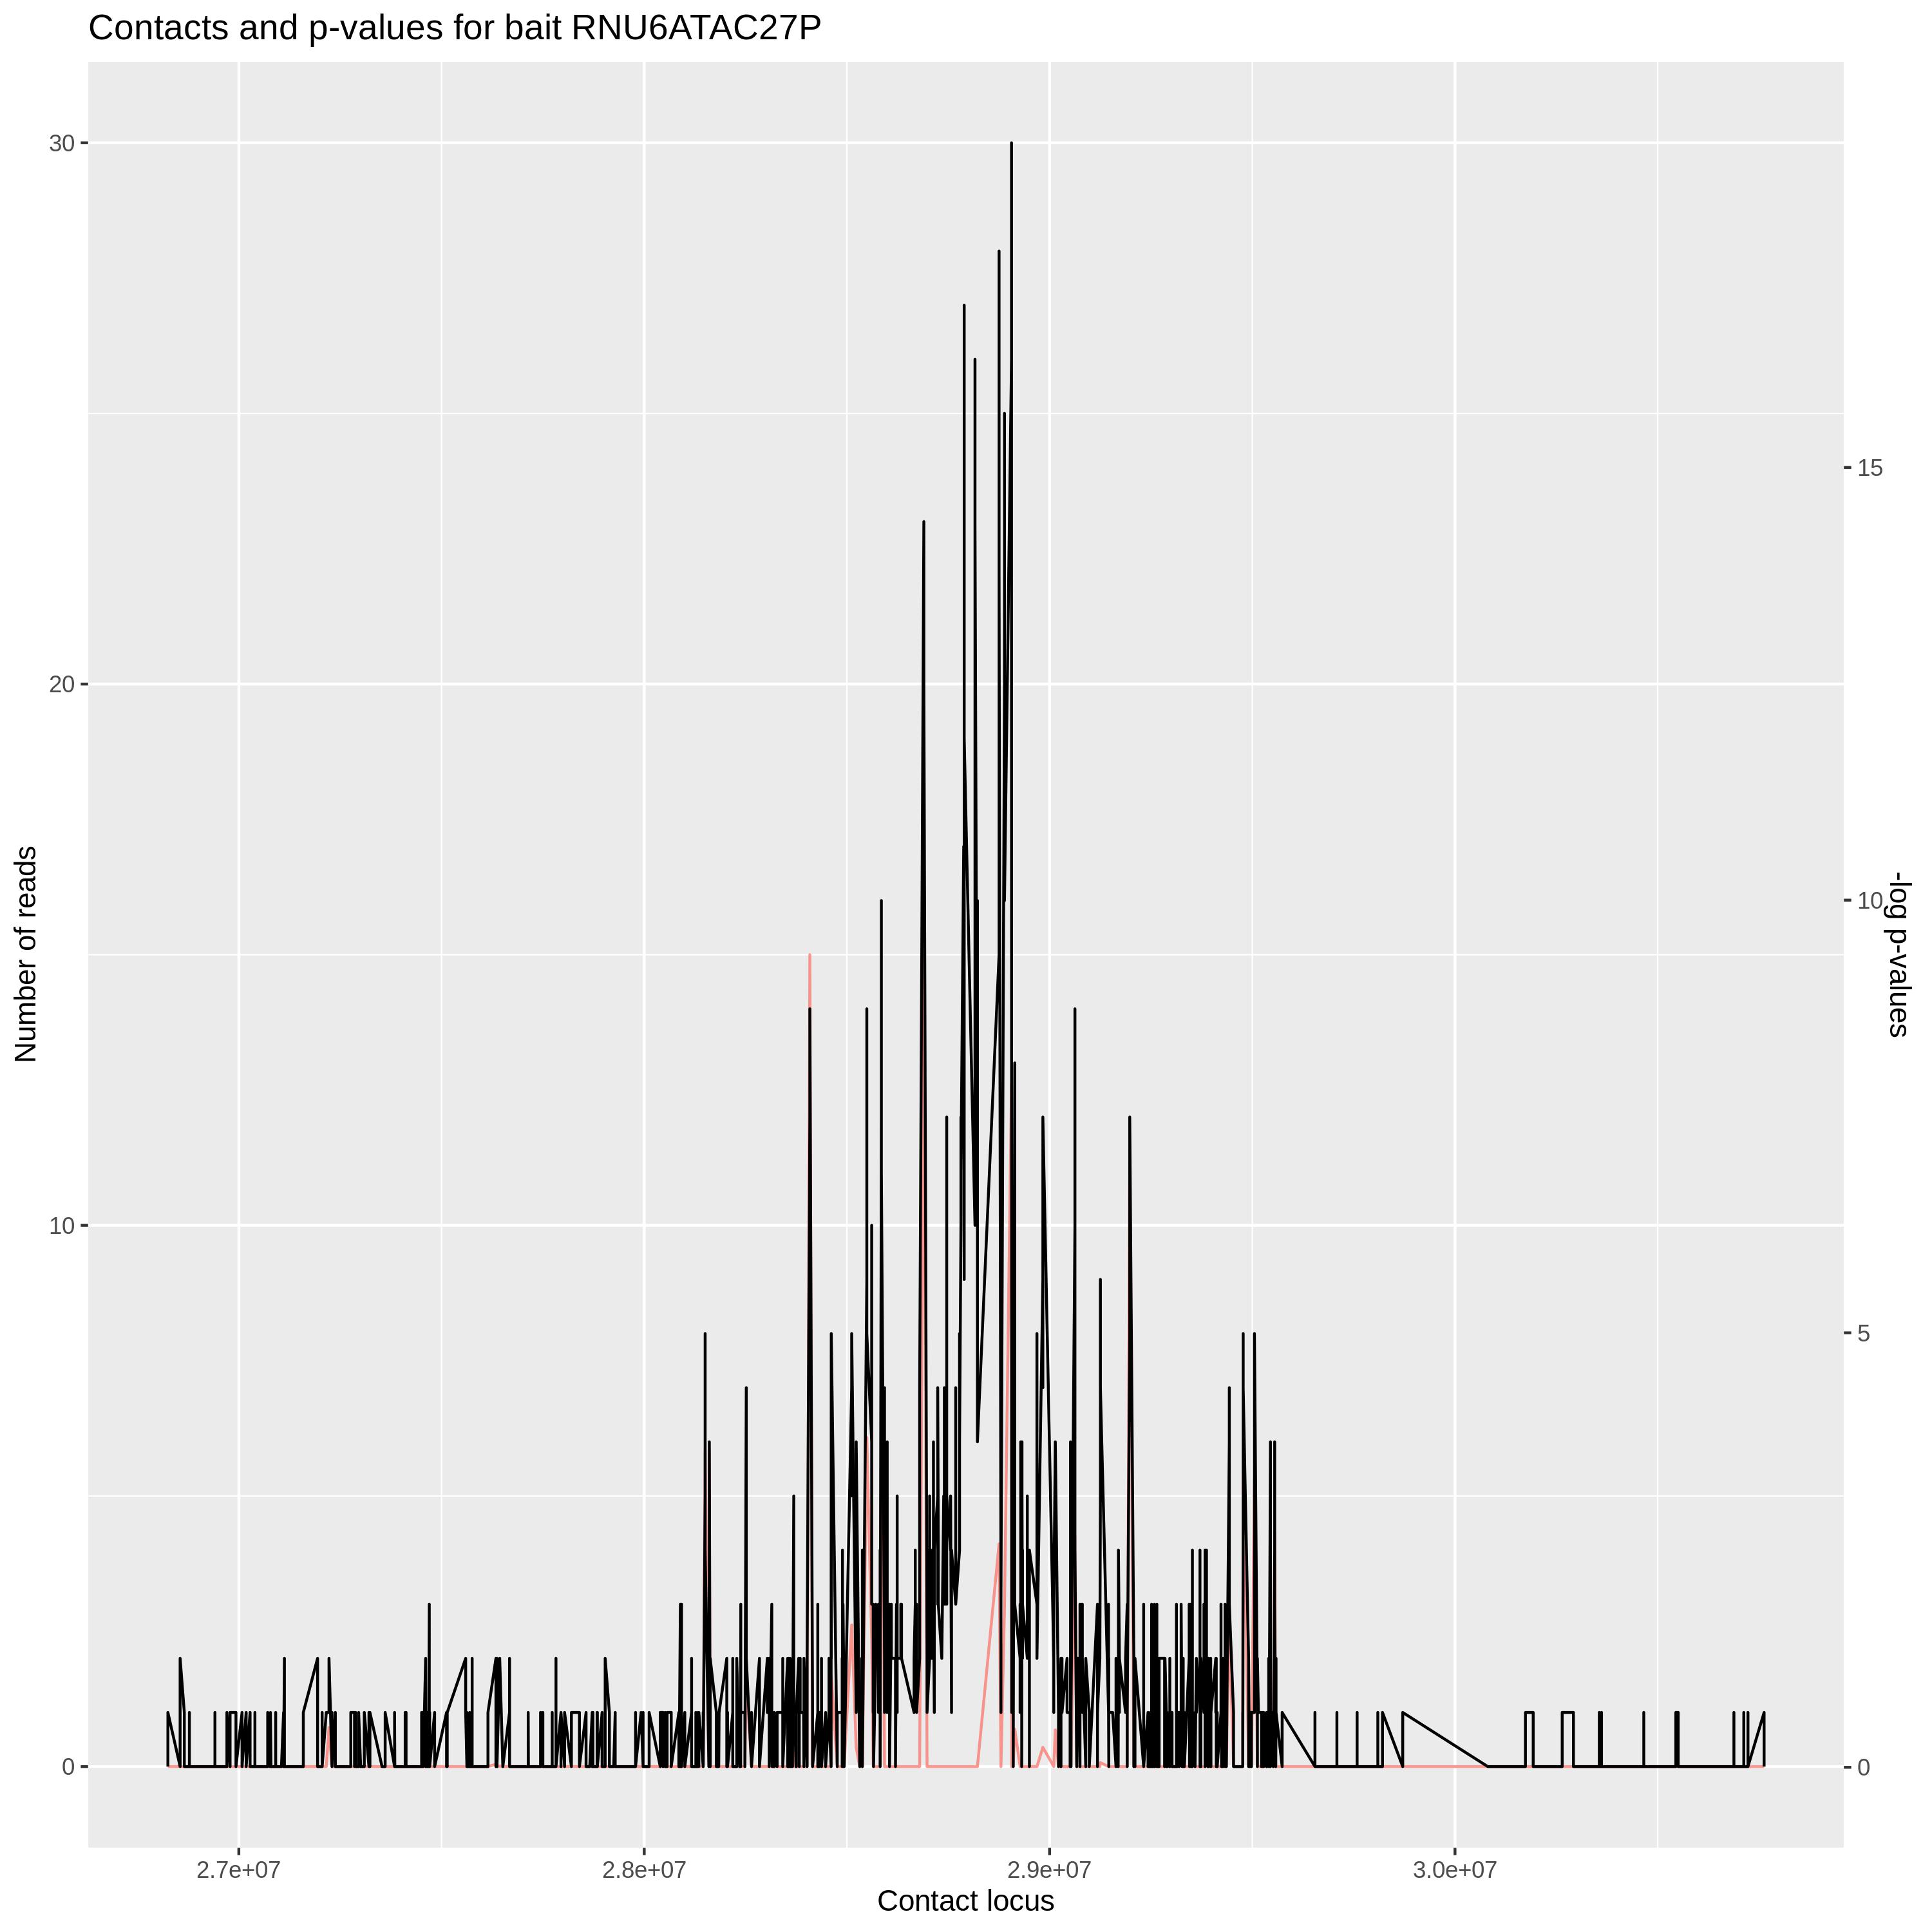 Contacts and p-values for bait RNU6ATAC27P
30
20
10
0
Number of reads
15
10
5
0
-log p-values
2.7e+07 2.8e+07 2.9e+07 3.0e+07
Contact locus